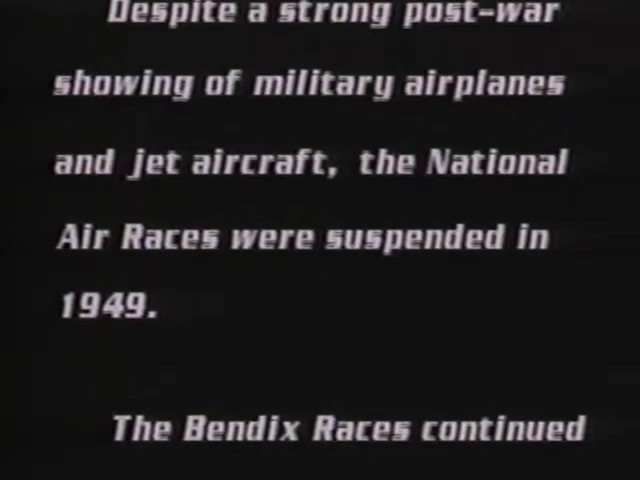 Despite a strong post-war
showing of military airplanes
and jet aircraft, the National
Air Races were suspended in
1949.
The Bendix Races continued